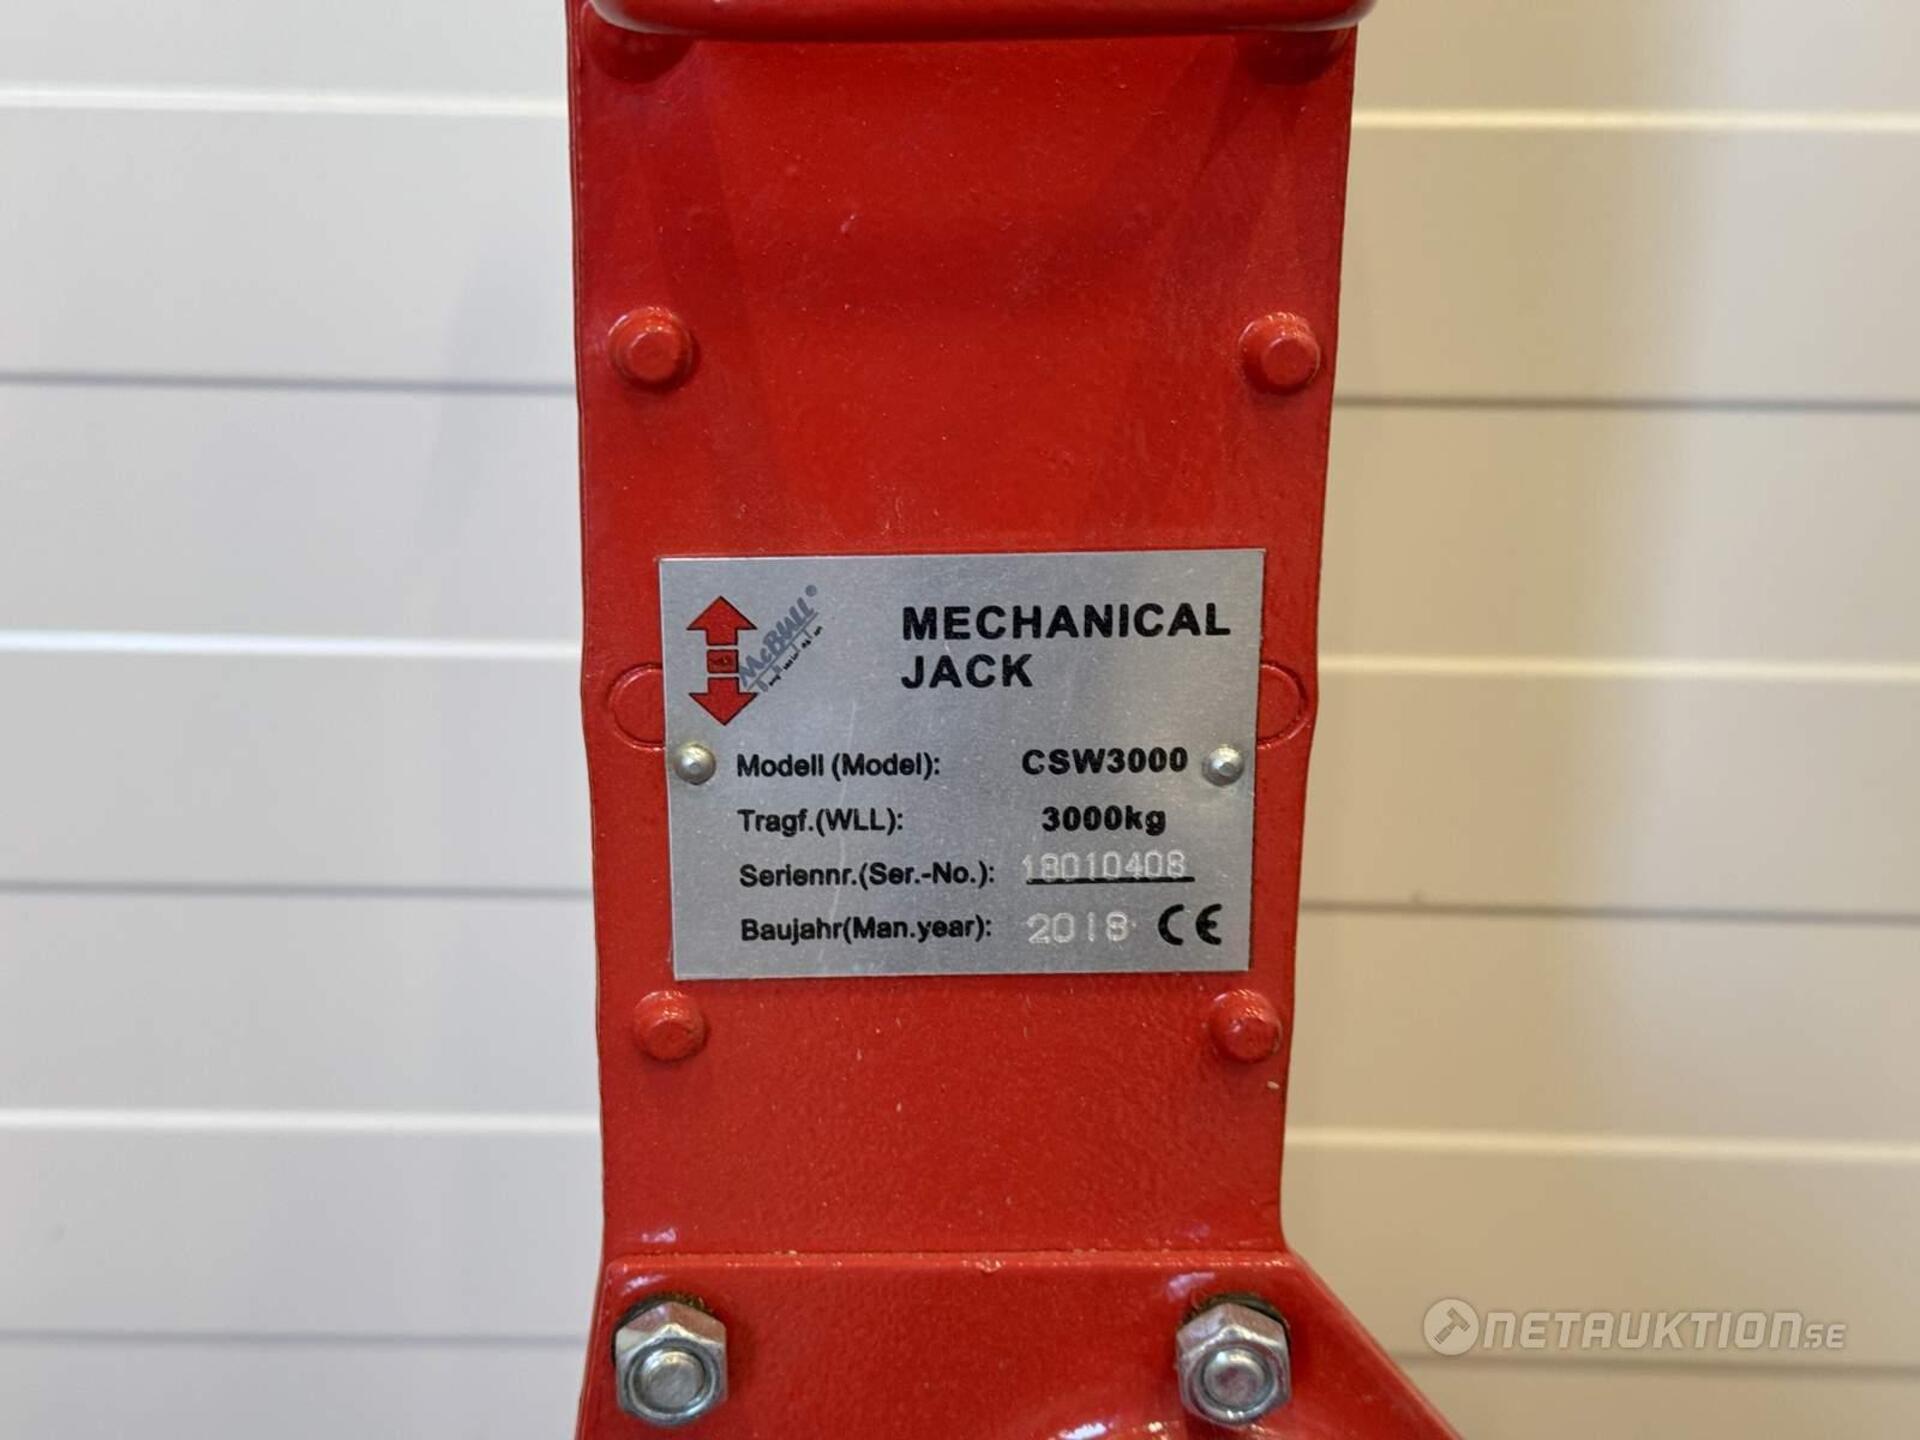 McBULL®
MECHANICAL
JACK
Modell (Model): CSW3000
Tragf.(WLL): 3000kg
Seriennr.(Ser.-No.): 18010408
Baujahr(Man.year): 2018 CE
NETAUKTION.SE